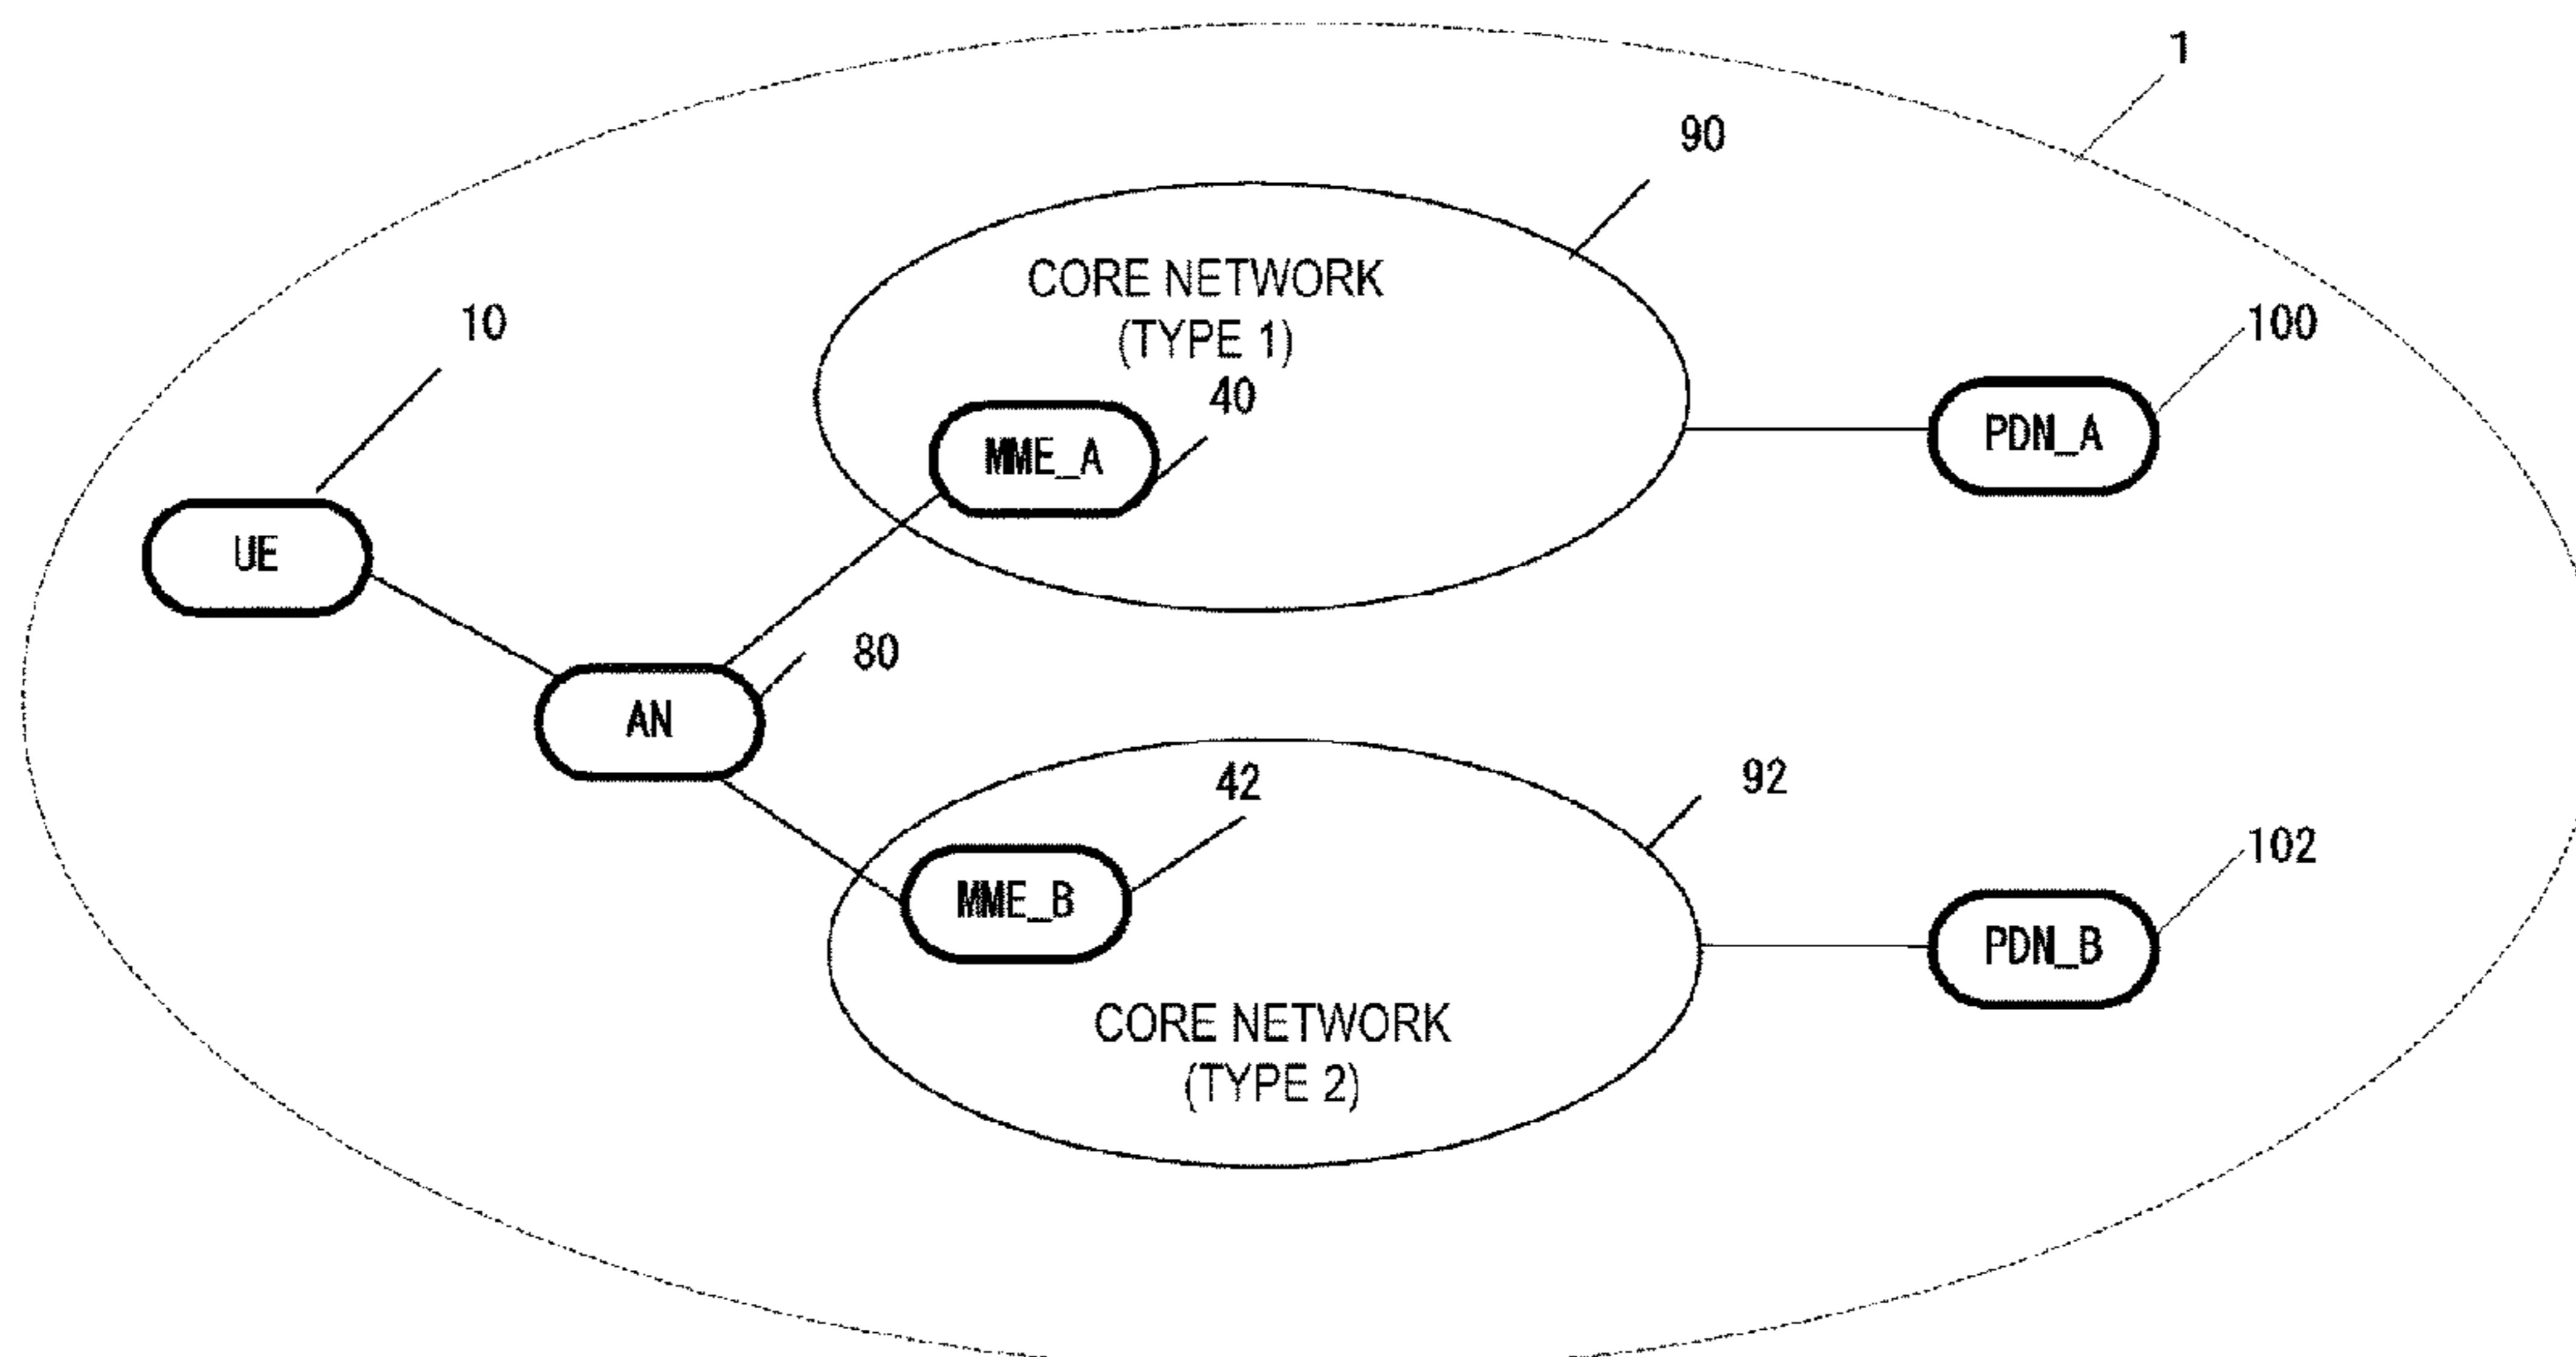 1
90
CORE NETWORK
(TYPE 1)
10
100
40
PDN_A
MME_A
UE
80
AN
42
92
102
MME_B
PDN_B
CORE NETWORK
(TYPE 2)